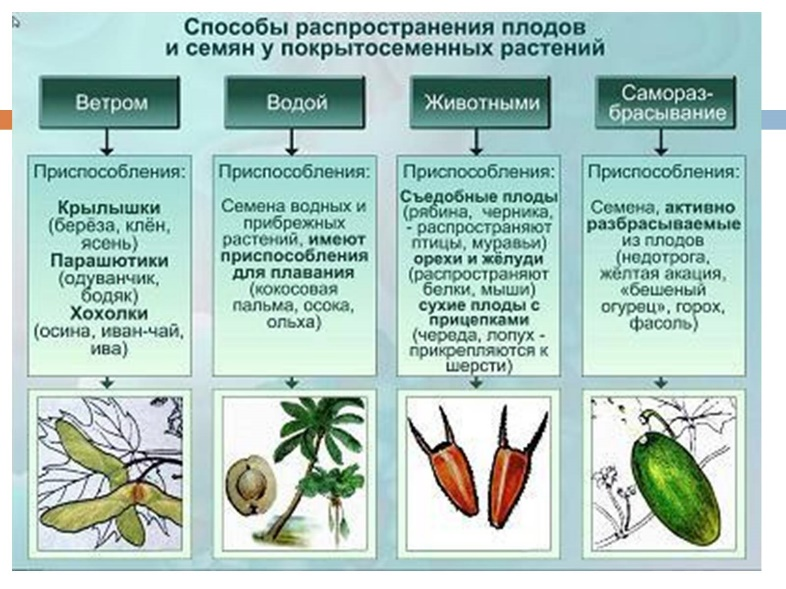 Способы распространения плодов
и семян у покрытосеменных растений
Ветром
Приспособления:
Крылышки
(берёза, клён,
ясень)
Парашютики
(одуванчик,
бодяк)
Хохолки
(осина, иван-чай,
ива)
Водой
Приспособления:
Семена водных и
прибрежных
растений, имеют
приспособления
для плавания
(кокосовая
пальма, осока,
ольха)
Животными
Приспособления:
Съедобные плоды
(рябина, черника,
- распространяют
птицы, муравьи)
орехи и жёлуди
(распространяют
белки, мыши)
сухие плоды с
прицепками
(череда, лопух -
прикрепляются к
шерсти)
Самораз-
брасывание
Приспособления:
Семена, активно
разбрасываемые
из плодов
(недотрога,
жёлтая акация,
«бешеный
огурец», горох,
фасоль)